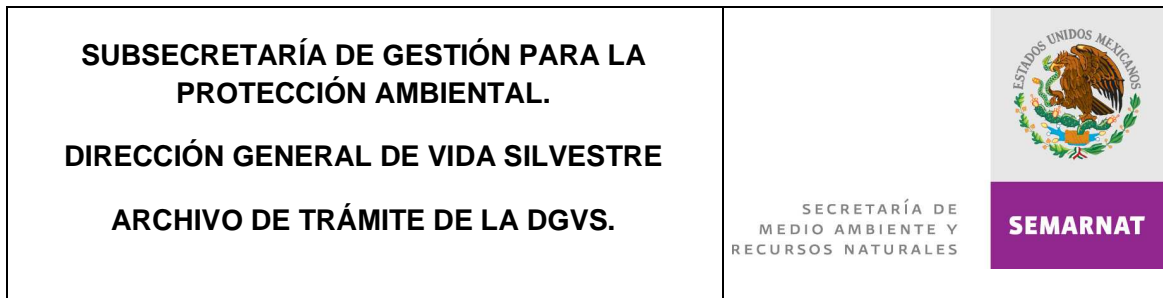 SUBSECRETARÍA DE GESTIÓN PARA LA
PROTECCIÓN AMBIENTAL.
DIRECCIÓN GENERAL DE VIDA SILVESTRE
ARCHIVO DE TRÁMITE DE LA DGVS.
ESTADOS UNIDOS MEXICANOS
SECRETARÍA DE
MEDIO AMBIENTE Y
RECURSOS NATURALES
SEMARNAT